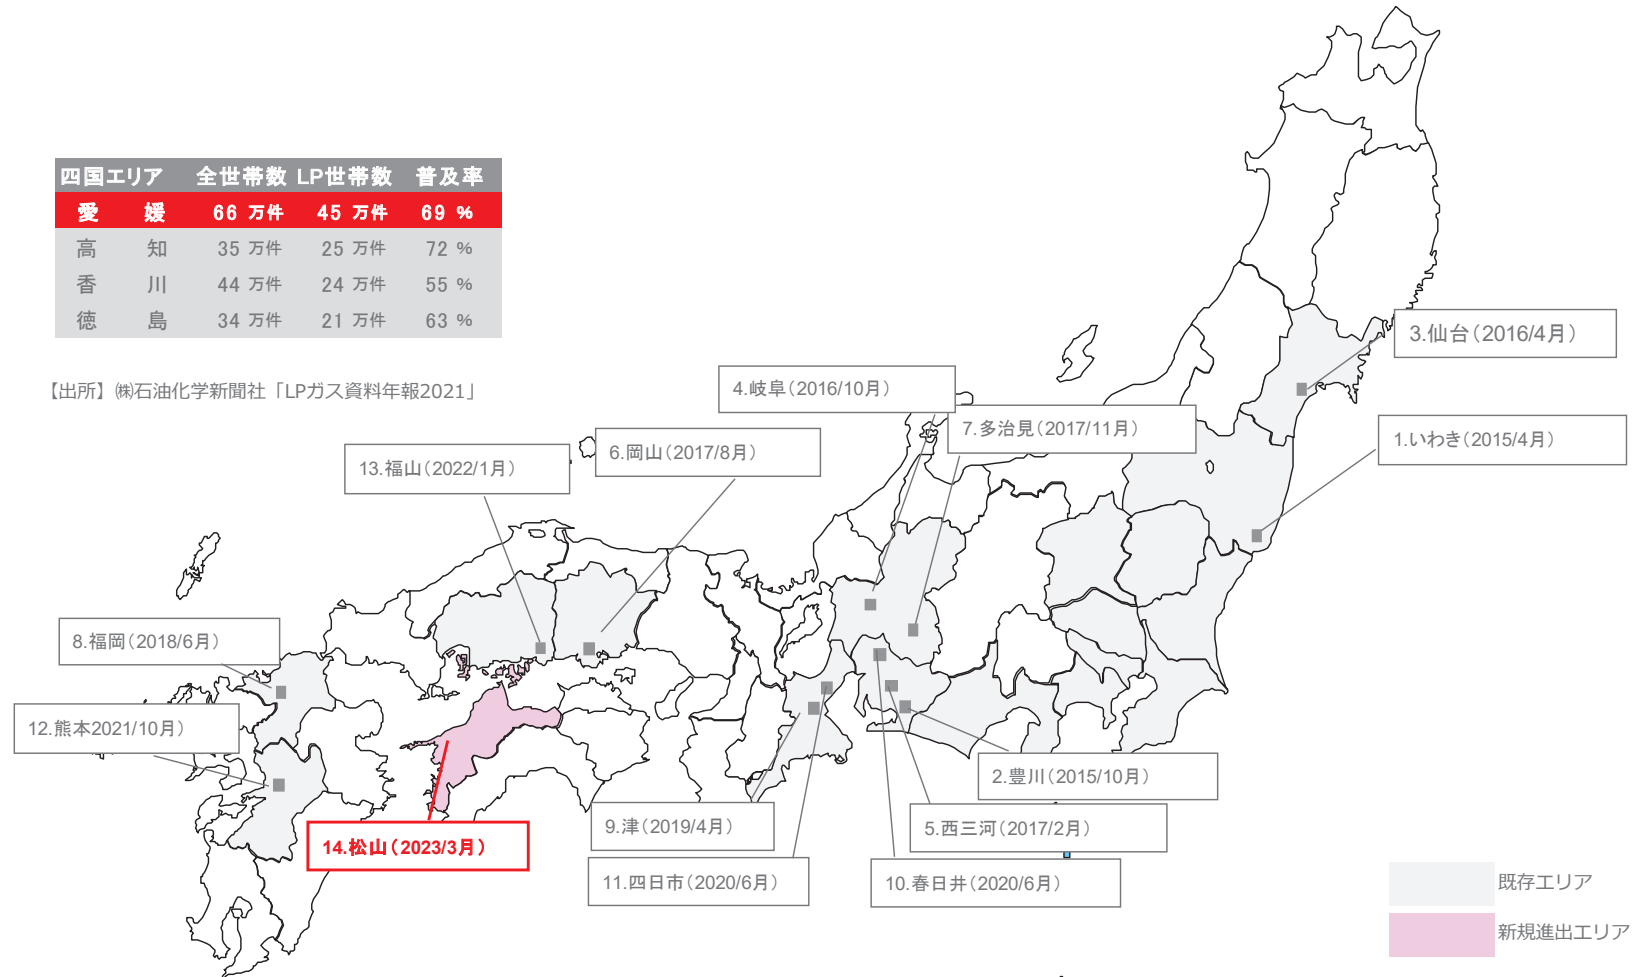 四国エリア 全世帯数 LP世帯数 普及率
愛 媛 66 万件 45 万件 69 %
高 知 35 万件 25 万件 72 %
香 川 44 万件 24 万件 55 %
徳 島 34 万件 21 万件 63 %
【出所】㈱石油化学新聞社「LPガス資料年報2021」
3.仙台（2016/4月）
4.岐阜（2016/10月）
7.多治見（2017/11月）
1.いわき（2015/4月）
6.岡山（2017/8月）
13.福山（2022/1月）
8.福岡（2018/6月）
12.熊本2021/10月）
2.豊川（2015/10月）
9.津（2019/4月）
5.西三河（2017/2月）
14.松山（2023/3月）
11.四日市（2020/6月）
10.春日井（2020/6月）
既存エリア
新規進出エリア